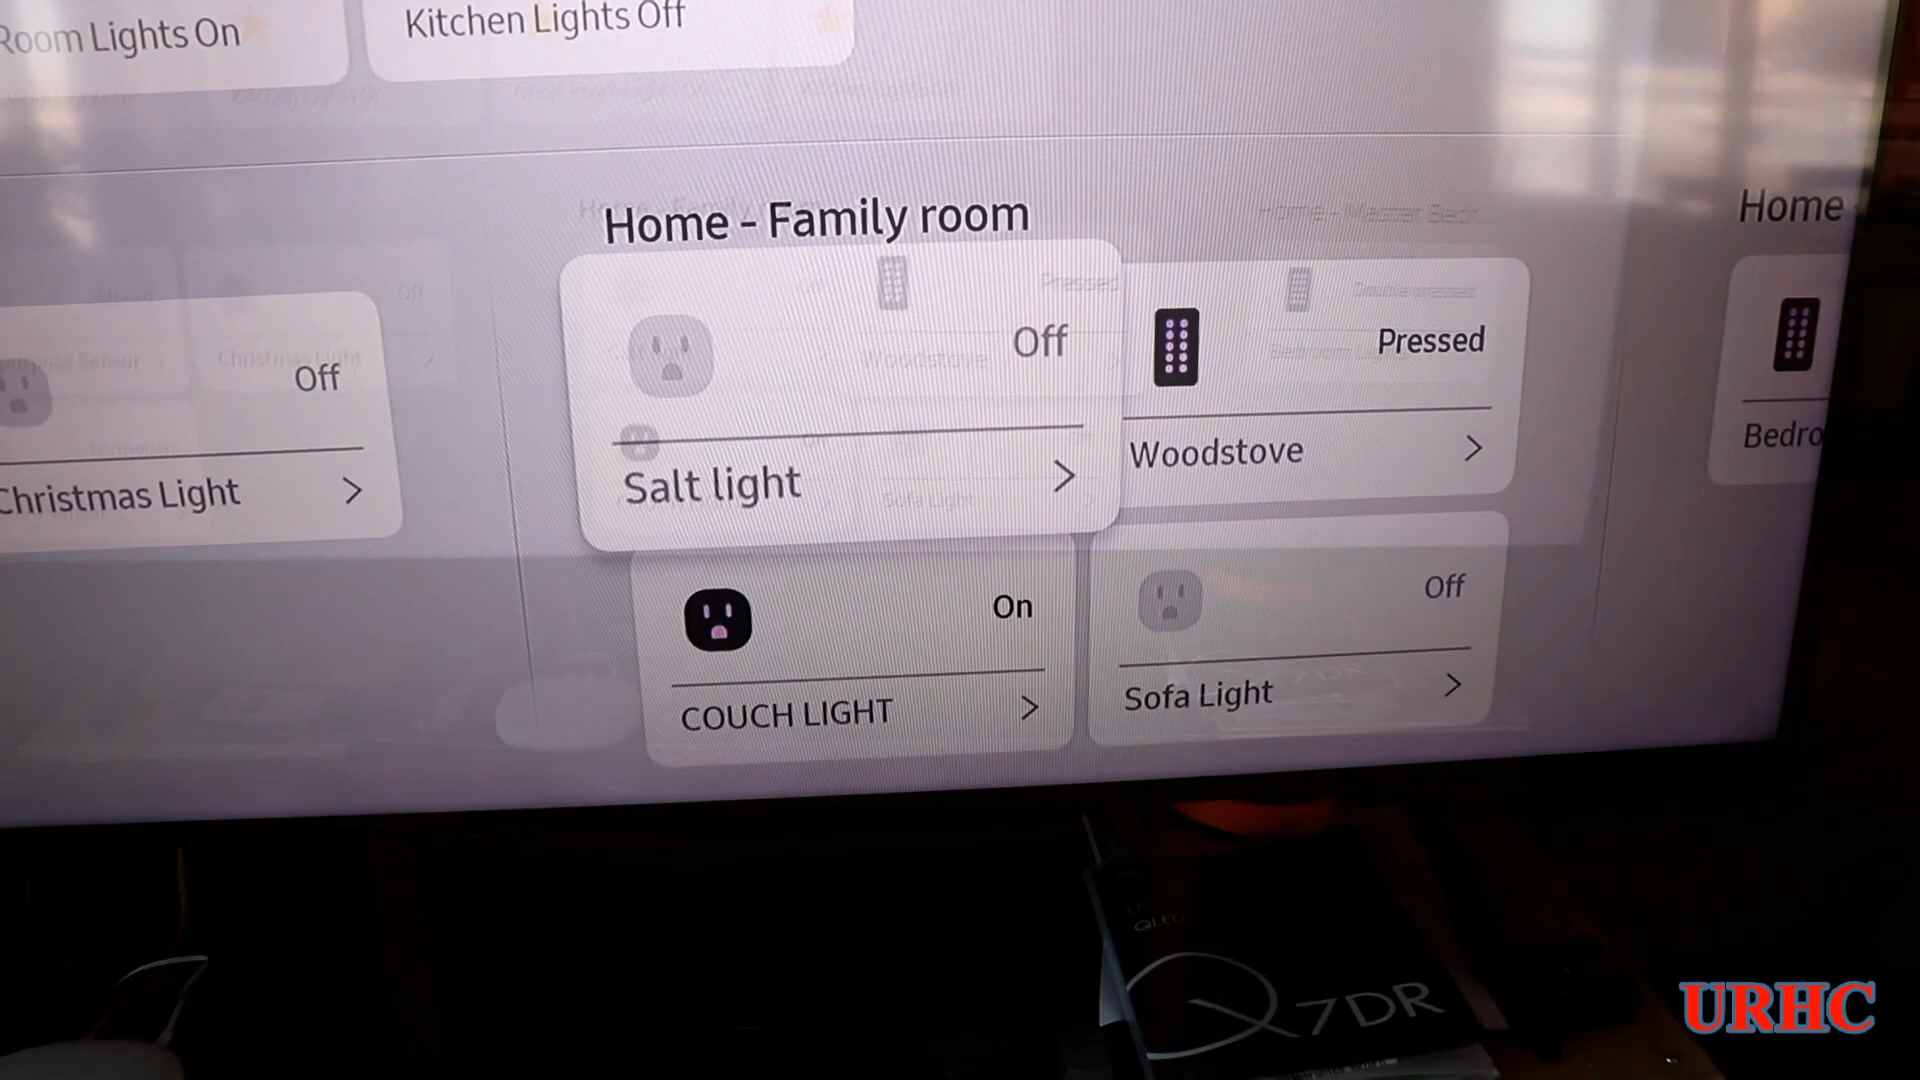 Room Lights On
Kitchen Lights Off
Home - Family room
Home
Off
Pressed
Off
Salt light
Woodstove
Bedro
Christmas Light
On
Off
COUCH LIGHT
Sofa Light
QLED
Q7DR
URHC